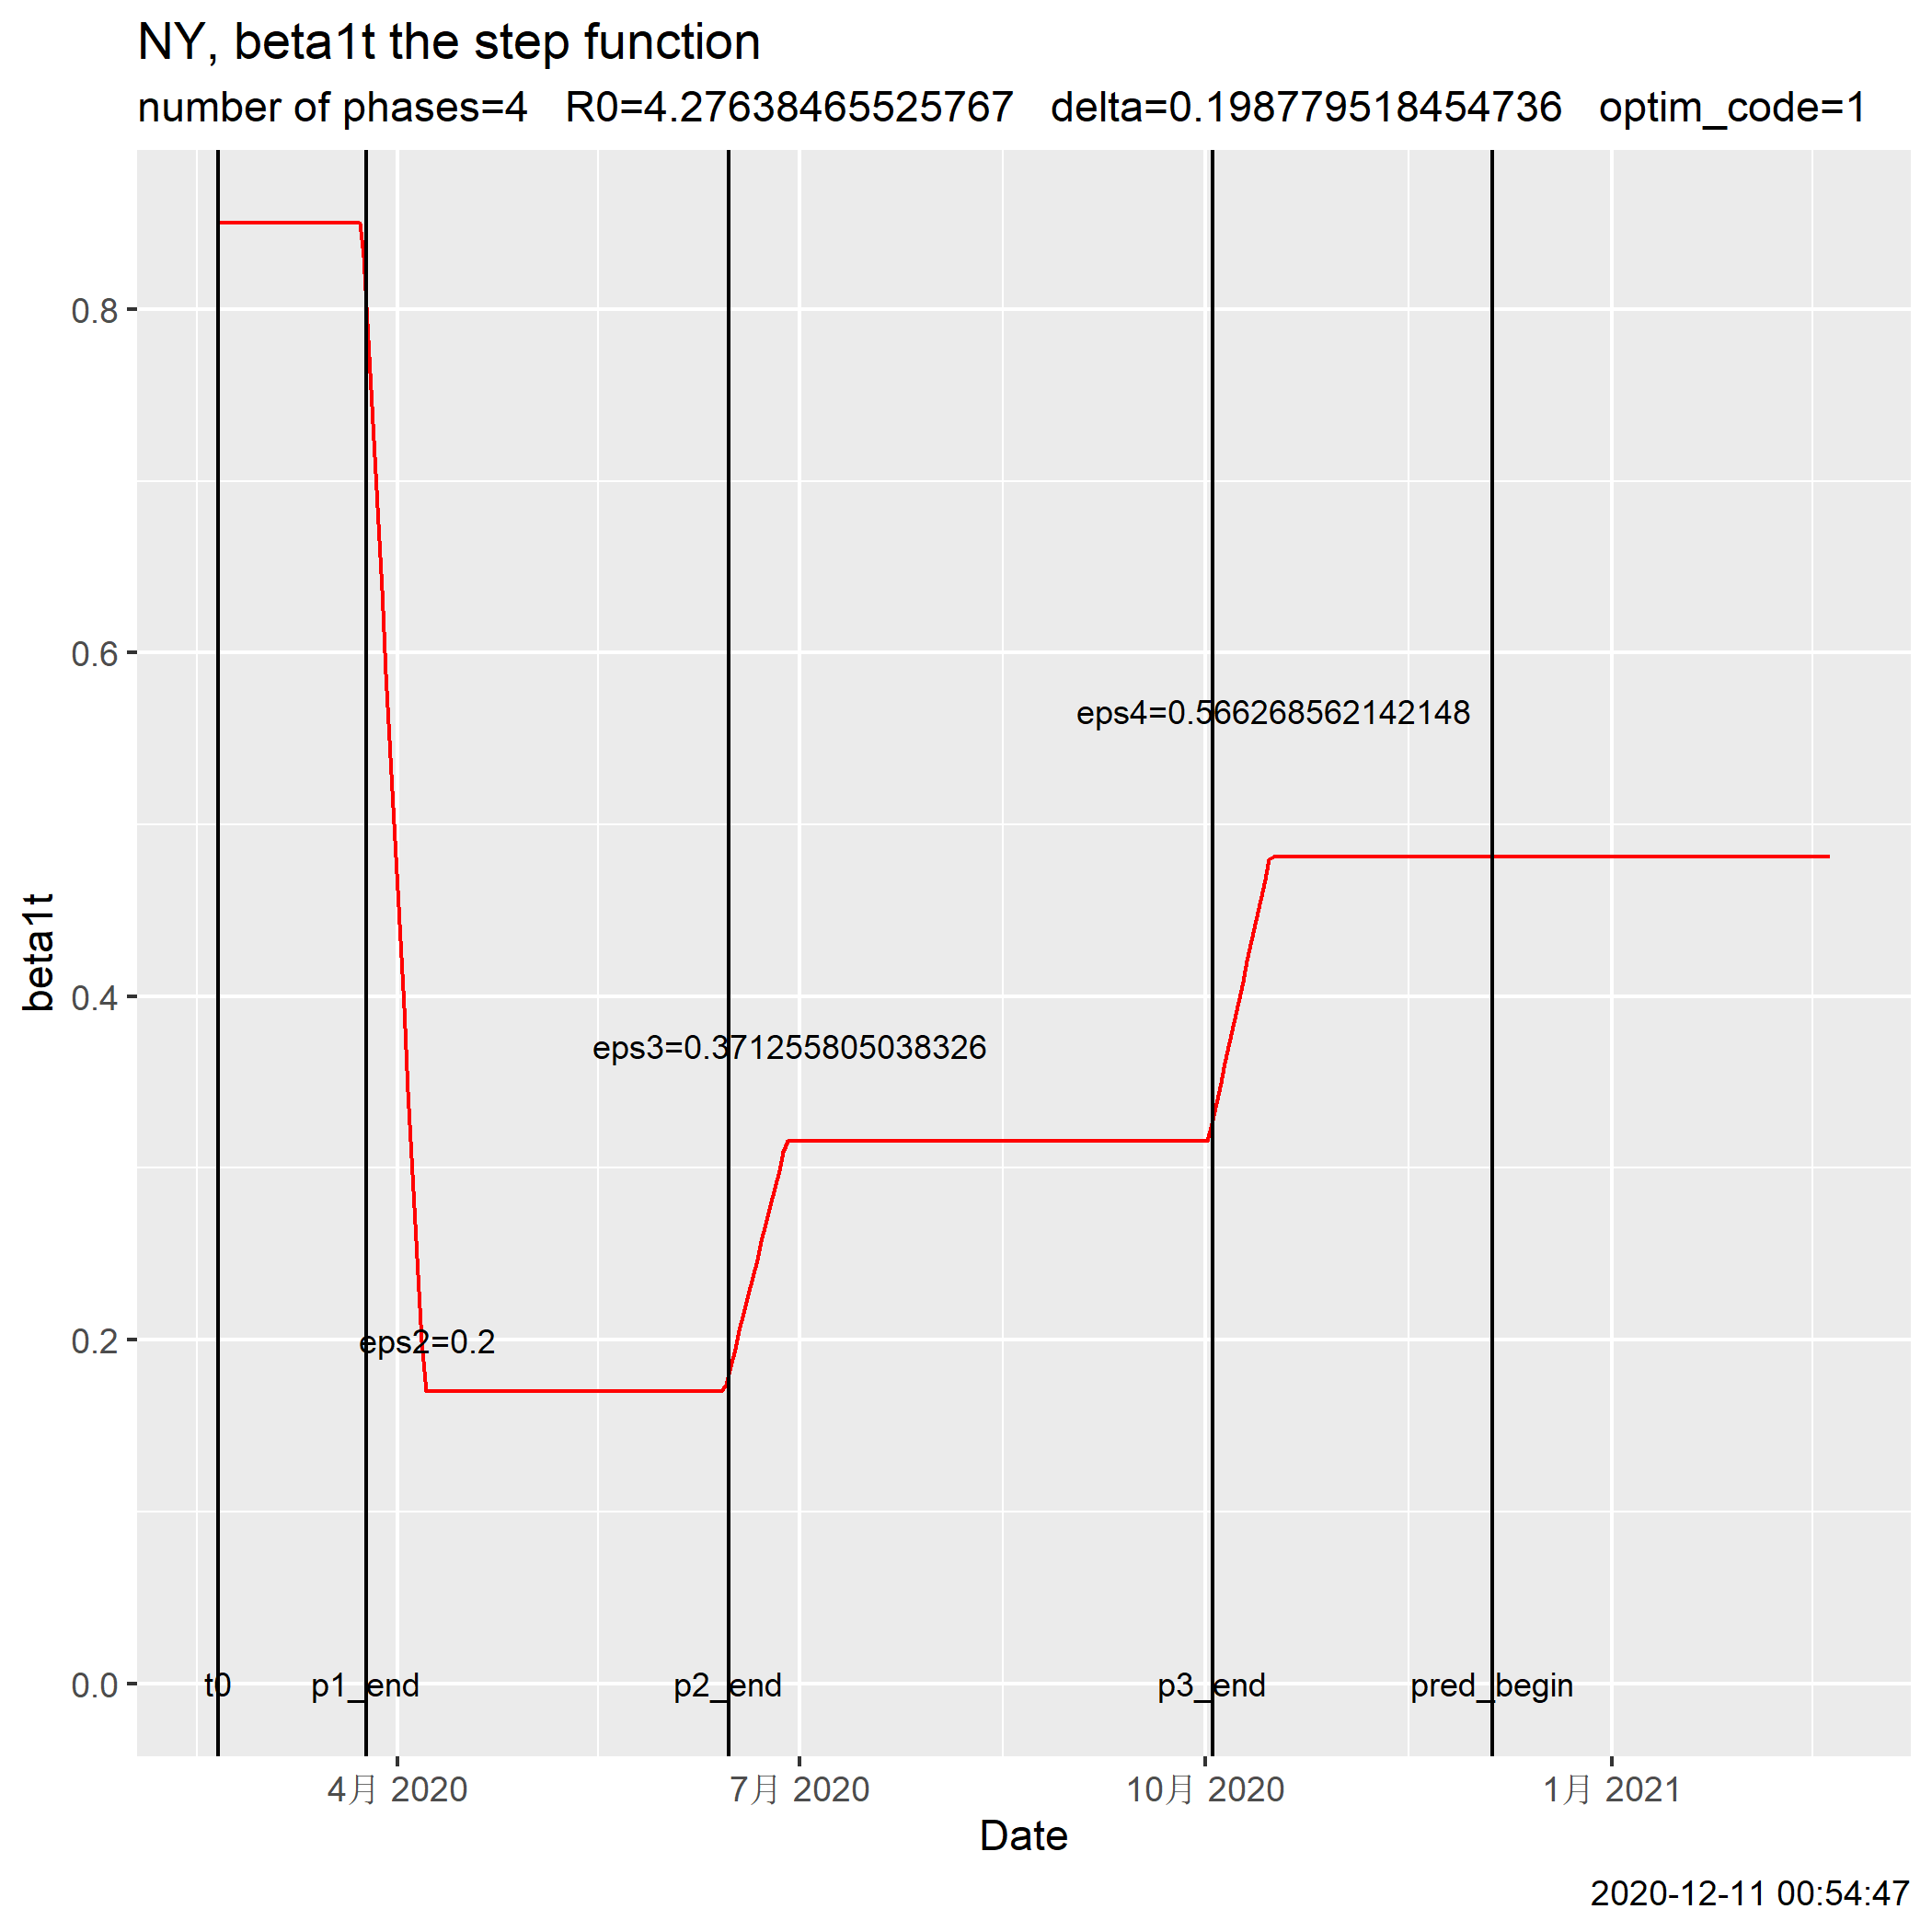 NY, beta1t the step function
number of phases=4   R0=4.27638465525767   delta=0.198779518454736   optim_code=1
0.8
0.6
eps4=0.566268562142148
beta1t
0.4
eps3=0.371255805038326
0.2
eps2=0.2
0.0
t0 p1_end p2_end p3_end pred_begin
4月 2020 7月 2020 10月 2020 1月 2021
Date
2020-12-11 00:54:47